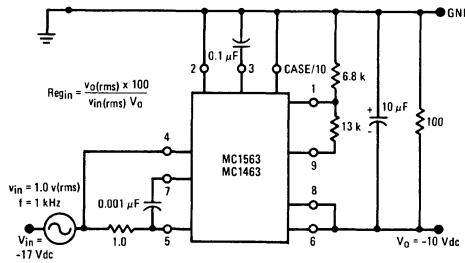 GND
0.1 µF
2
3
CASE/10
6.8 k
Regin = vo(rms) x 100
vin(rms) Vo
1
+
-
10 µF
100
13 k
4
MC1563
MC1463
9
vin = 1.0 v(rms)
f = 1 kHz
7
0.001 µF
8
Vin =
-17 Vdc
1.0
5
6
Vo = -10 Vdc